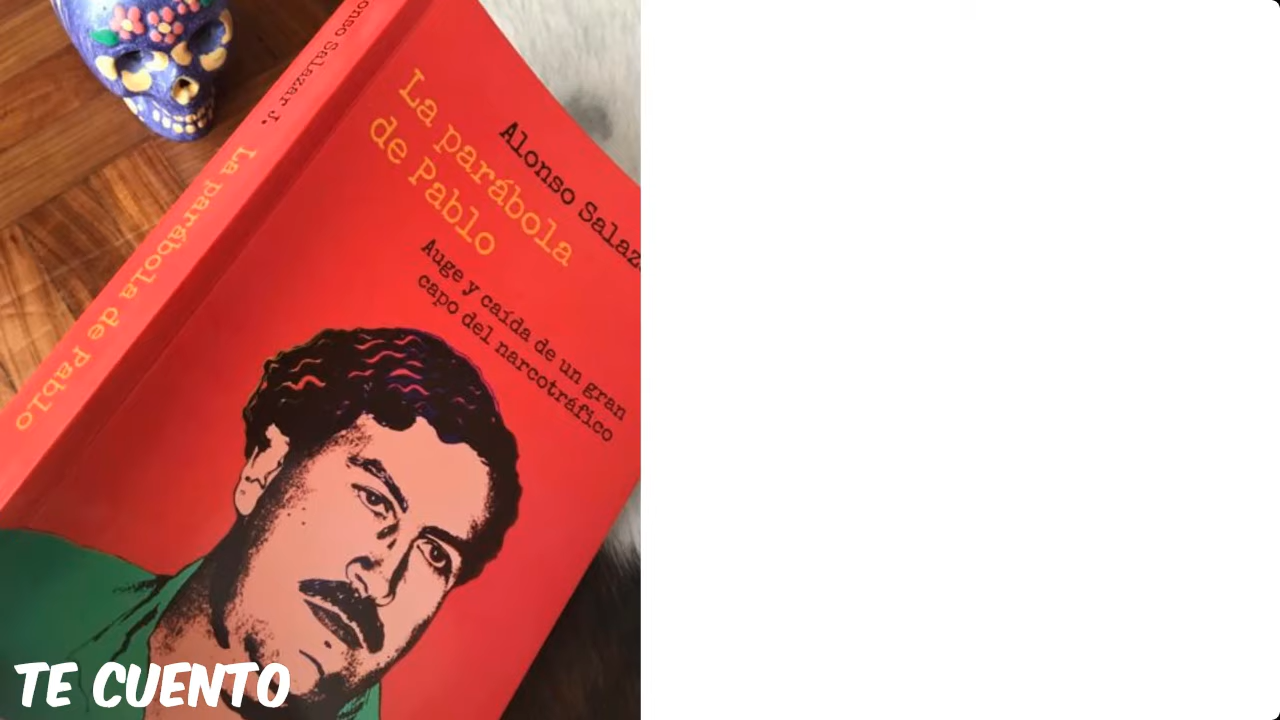 onso Salazar J. La parábola de Pablo
Alonso Salaz
La parábola
de Pablo
Auge y caída de un gran
capo del narcotráfico
TE CUENTO